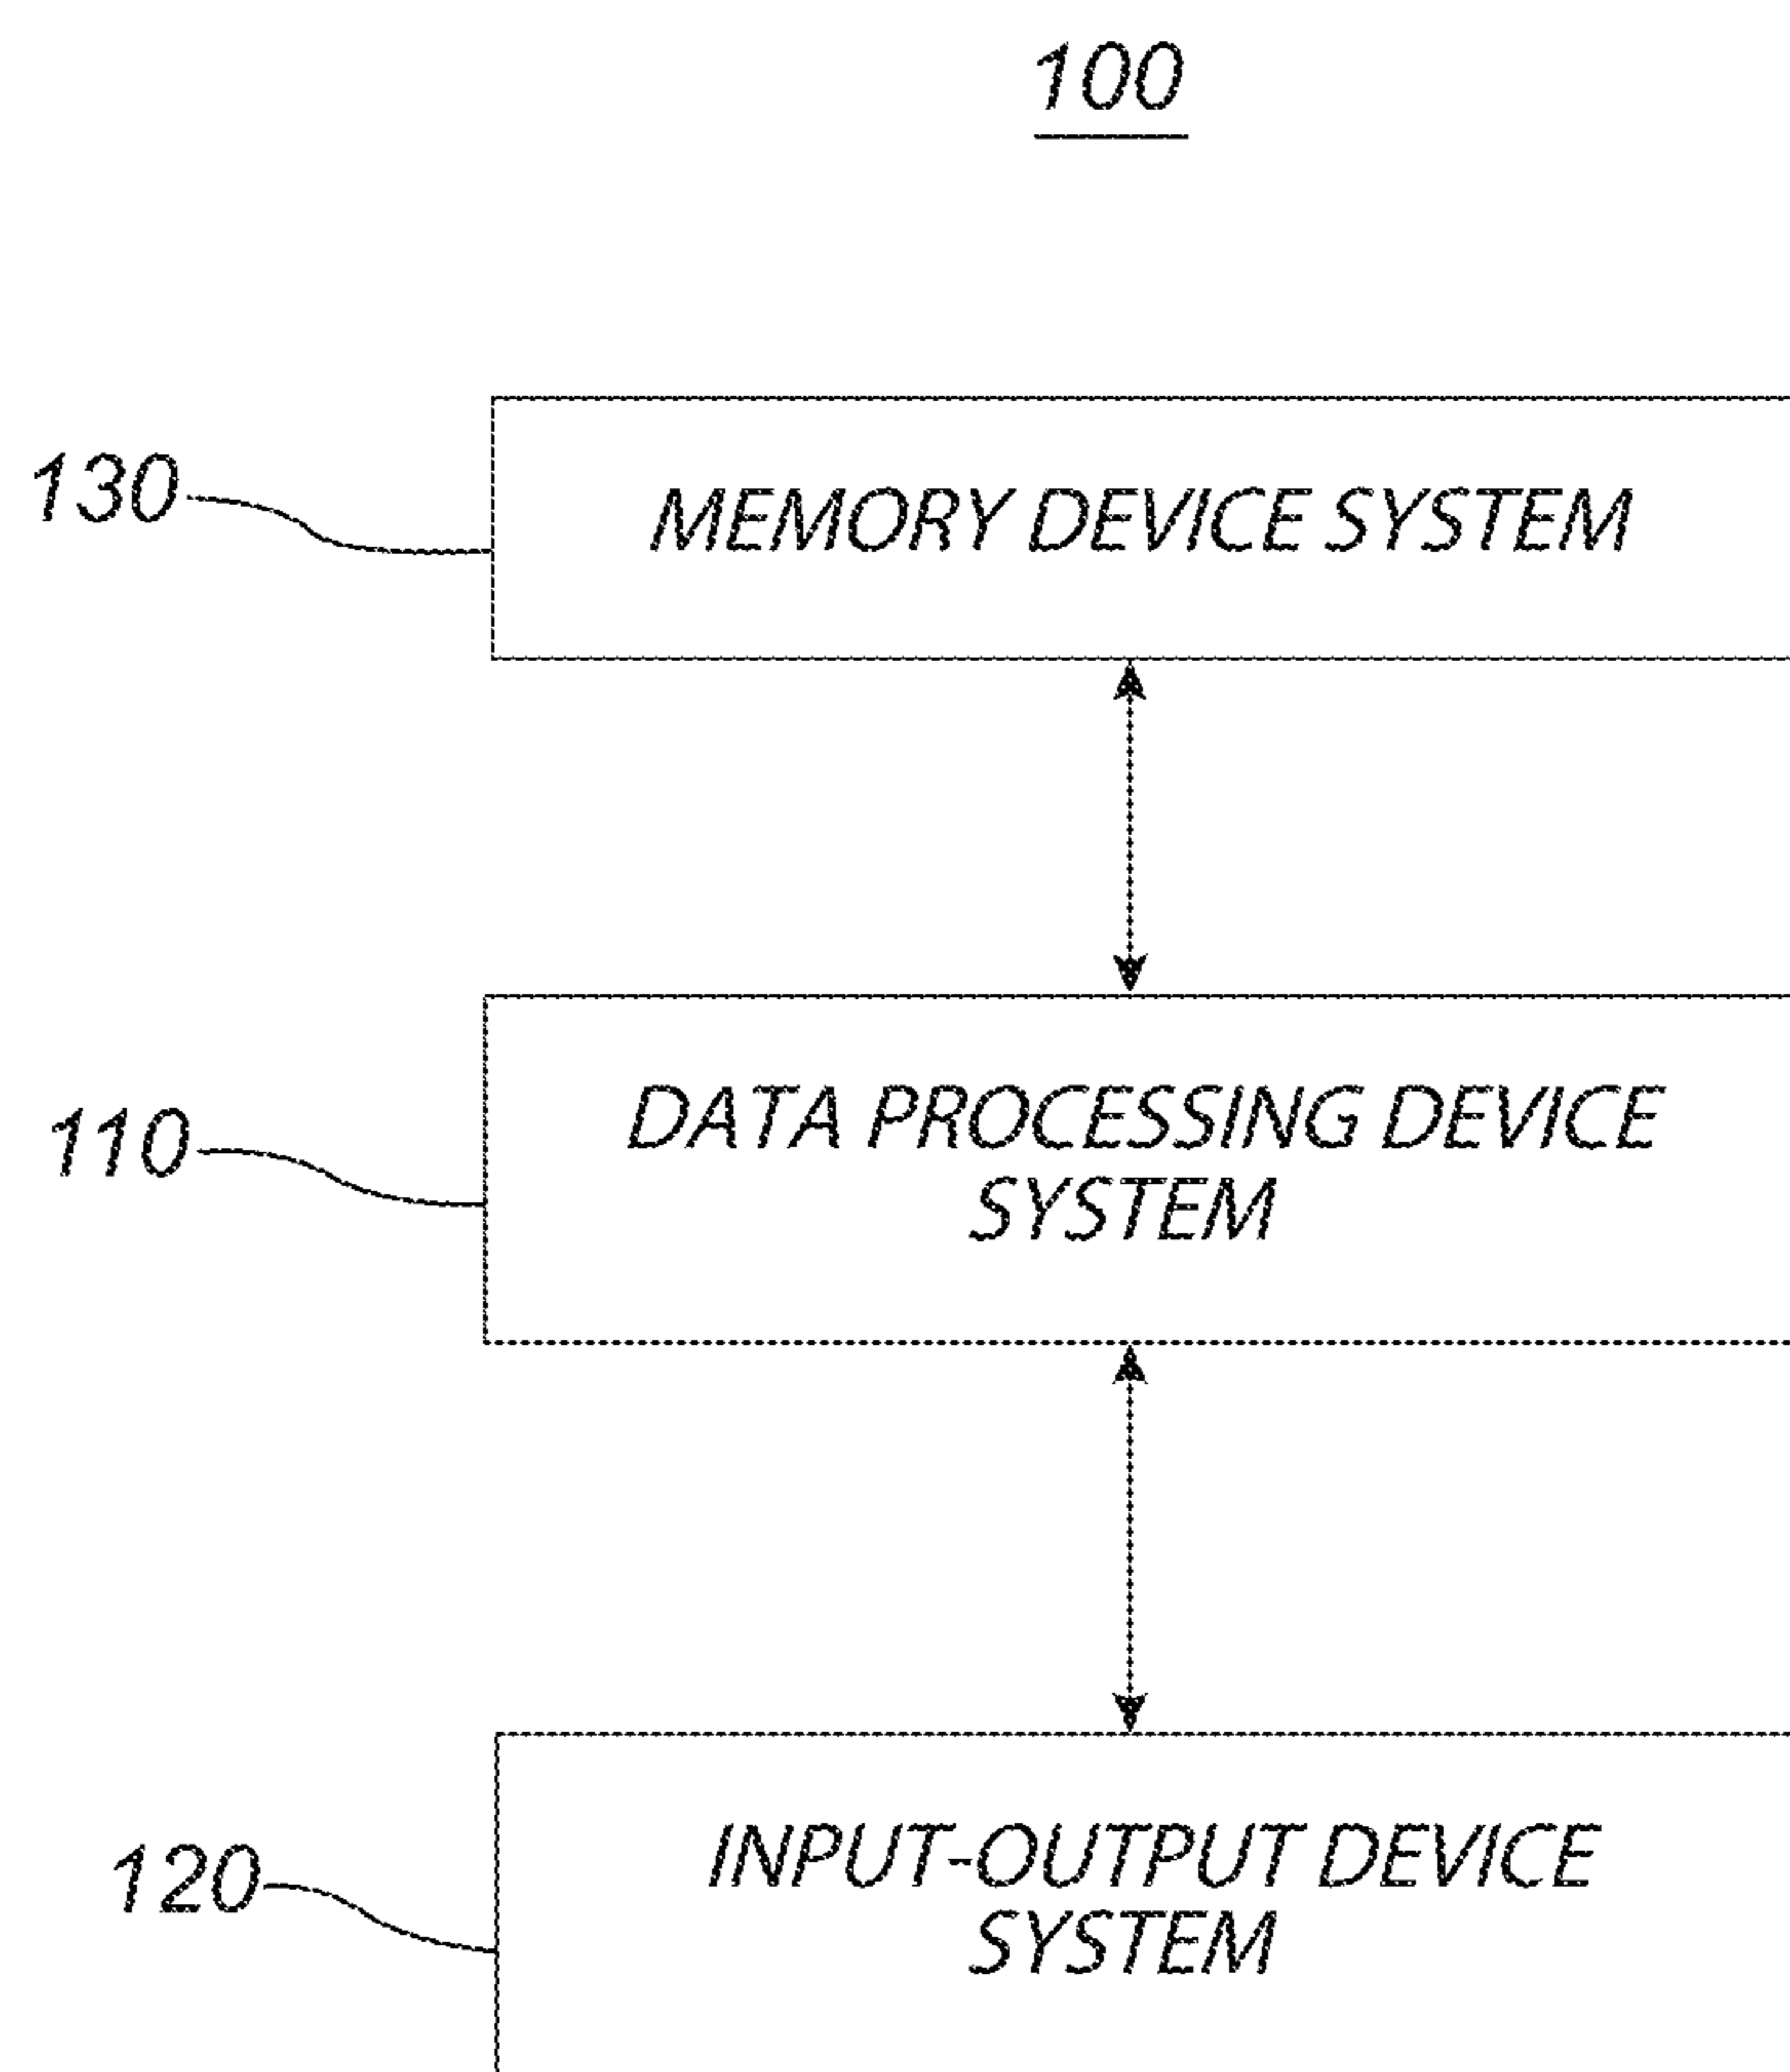 100
130
MEMORY DEVICE SYSTEM
110
DATA PROCESSING DEVICE
SYSTEM
120
INPUT-OUTPUT DEVICE
SYSTEM